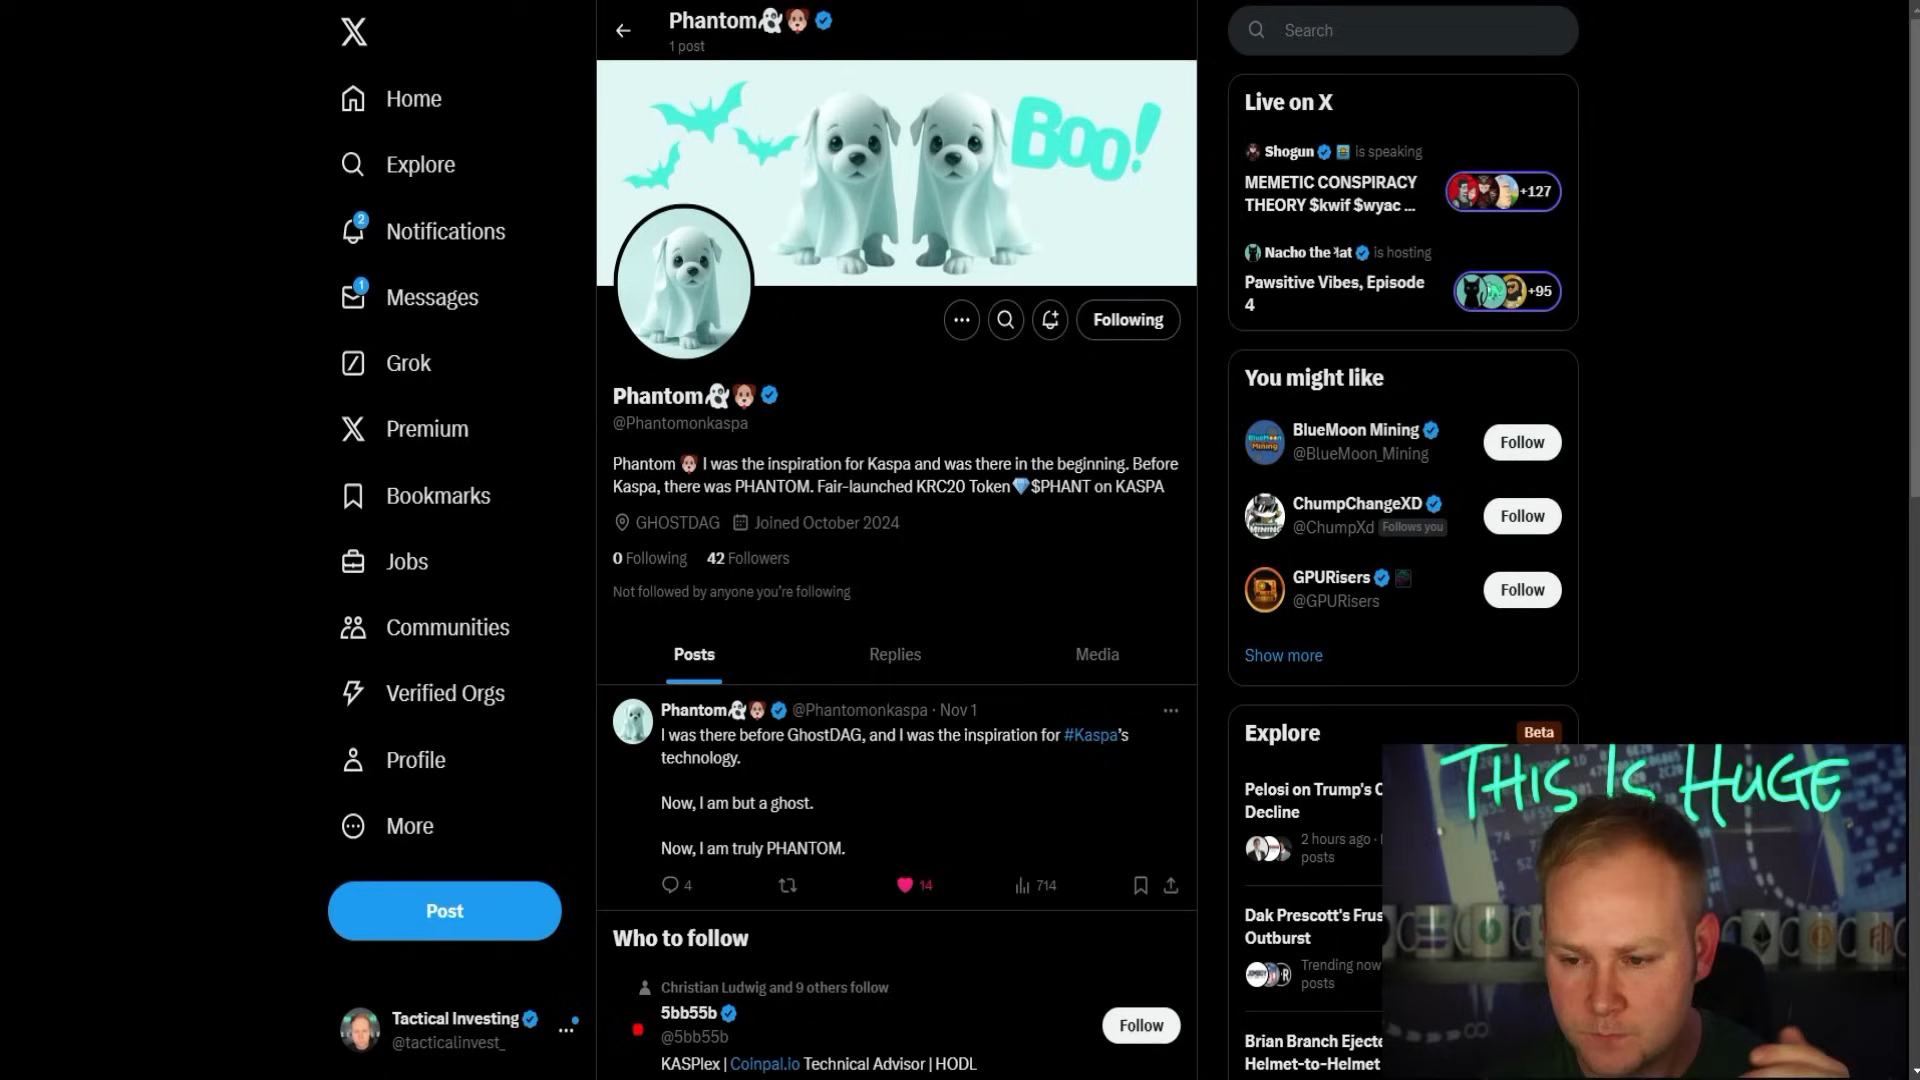 Phantom
1 post
Search
Home
Explore
2
Notifications
1
Messages
Grok
Premium
Bookmarks
Jobs
Communities
Verified Orgs
Profile
More
Post
Tactical Investing
@tacticalinvest_
BOO!
Following
Phantom
@Phantomonkaspa
Phantom I was the inspiration for Kaspa and was there in the beginning. Before
Kaspa, there was PHANTOM. Fair-launched KRC20 Token $PHANT on KASPA
GHOSTDAG Joined October 2024
0 Following 42 Followers
Not followed by anyone you're following
Posts Replies Media
Phantom @Phantomonkaspa · Nov 1
I was there before GhostDAG, and I was the inspiration for #Kaspa's
technology.
Now, I am but a ghost.
Now, I am truly PHANTOM.
4 14 714
Who to follow
Christian Ludwig and 9 others follow
5bb55b
@5bb55b
Follow
KASPlex | Coinpal.io Technical Advisor | HODL
Live on X
Shogun is speaking
MEMETIC CONSPIRACY
THEORY $kwif $wyac ...
+127
Nacho the is hosting
Pawsitive Vibes, Episode
4
+95
You might like
BlueMoon Mining
@BlueMoon_Mining
Follow
ChumpChangeXD
@ChumpXd Follows you
Follow
GPURisers
@GPURisers
Follow
Show more
Explore
Beta
Pelosi on Trump's C
Decline
2 hours ago ·
posts
Dak Prescott's Frus
Outburst
Trending now
posts
Brian Branch Ejecte
Helmet-to-Helmet
THIS IS HUGE